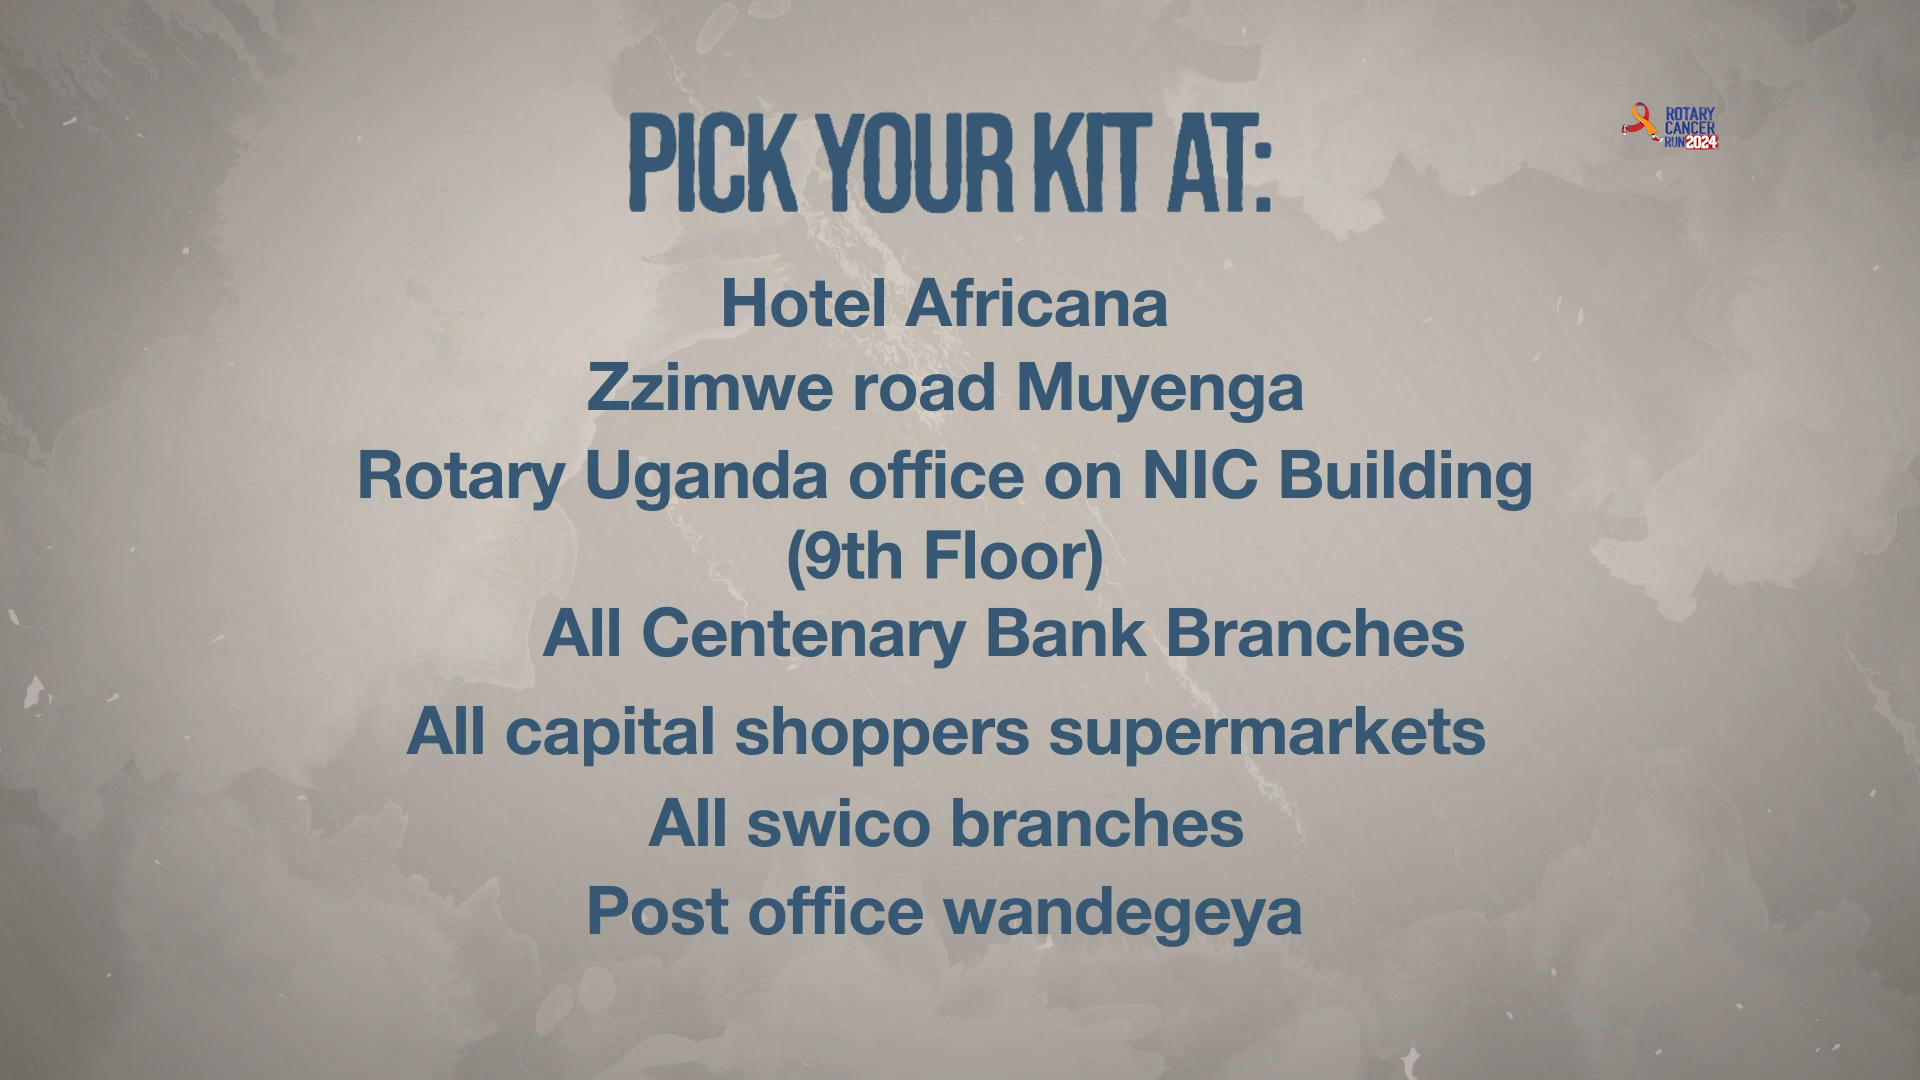 PICK YOUR KIT AT:
ROTARY
CANCER
RUN 2024
Hotel Africana
Zzimwe road Muyenga
Rotary Uganda office on NIC Building
(9th Floor)
All Centenary Bank Branches
All capital shoppers supermarkets
All swico branches
Post office wandegeya